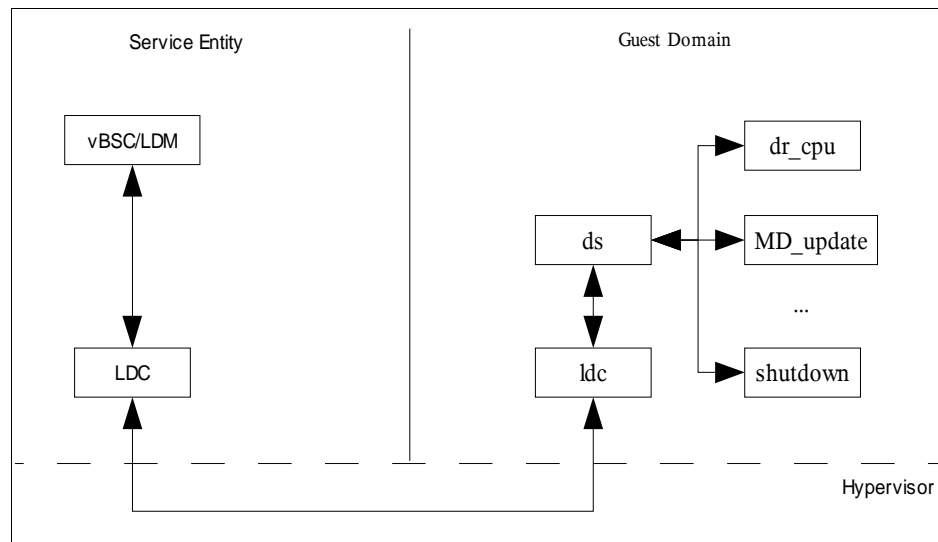 Service Entity
Guest Domain
vBSC/LDM
dr_cpu
ds
MD_update
...
LDC
ldc
shutdown
Hypervisor